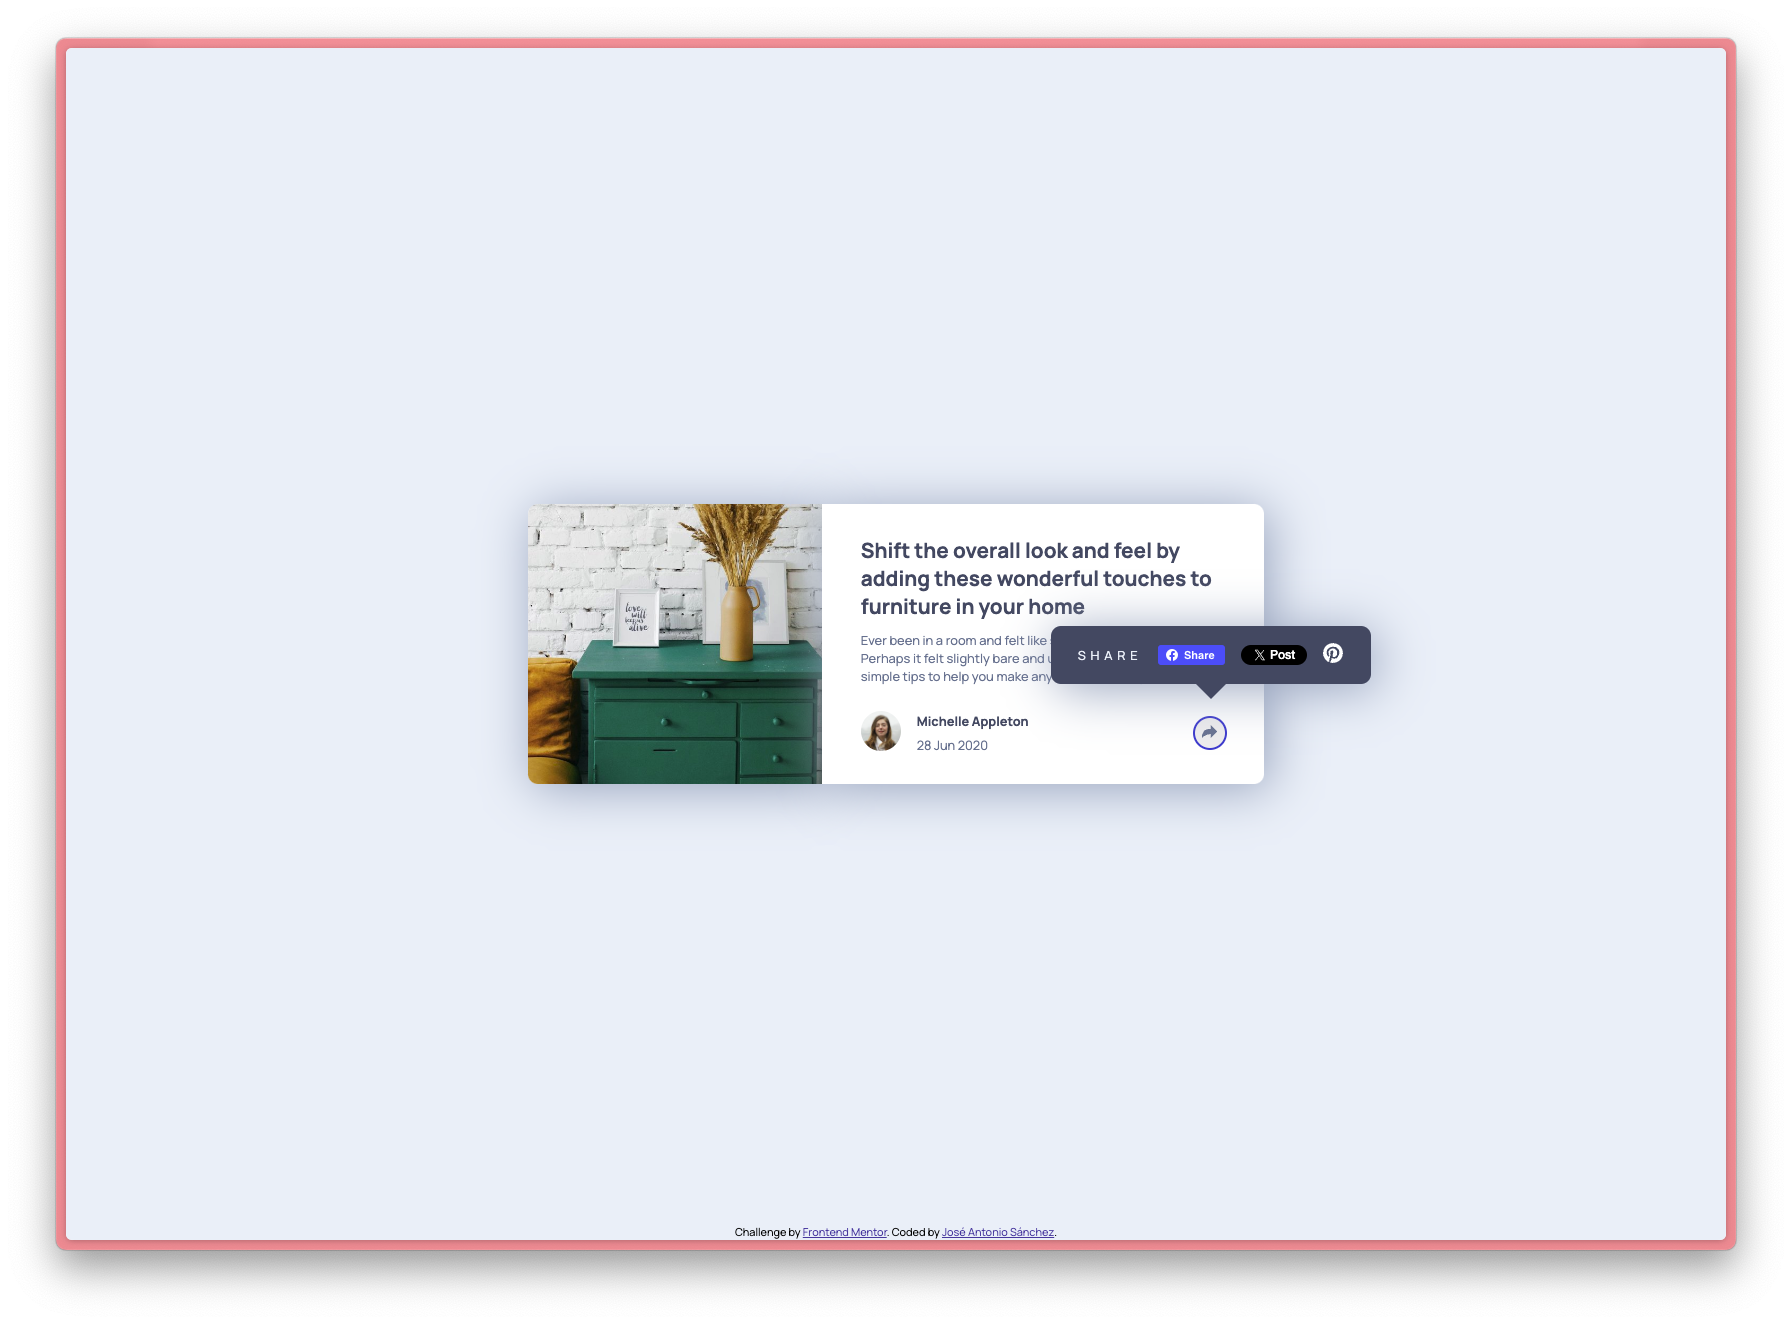 Shift the overall look and feel by
adding these wonderful touches to
furniture in your home
Ever been in a room and felt like
Perhaps it felt slightly bare and
simple tips to help you make any
SHARE Share Post
Michelle Appleton
28 Jun 2020
love
will
keep us
alive
Challenge by Frontend Mentor. Coded by José Antonio Sánchez.